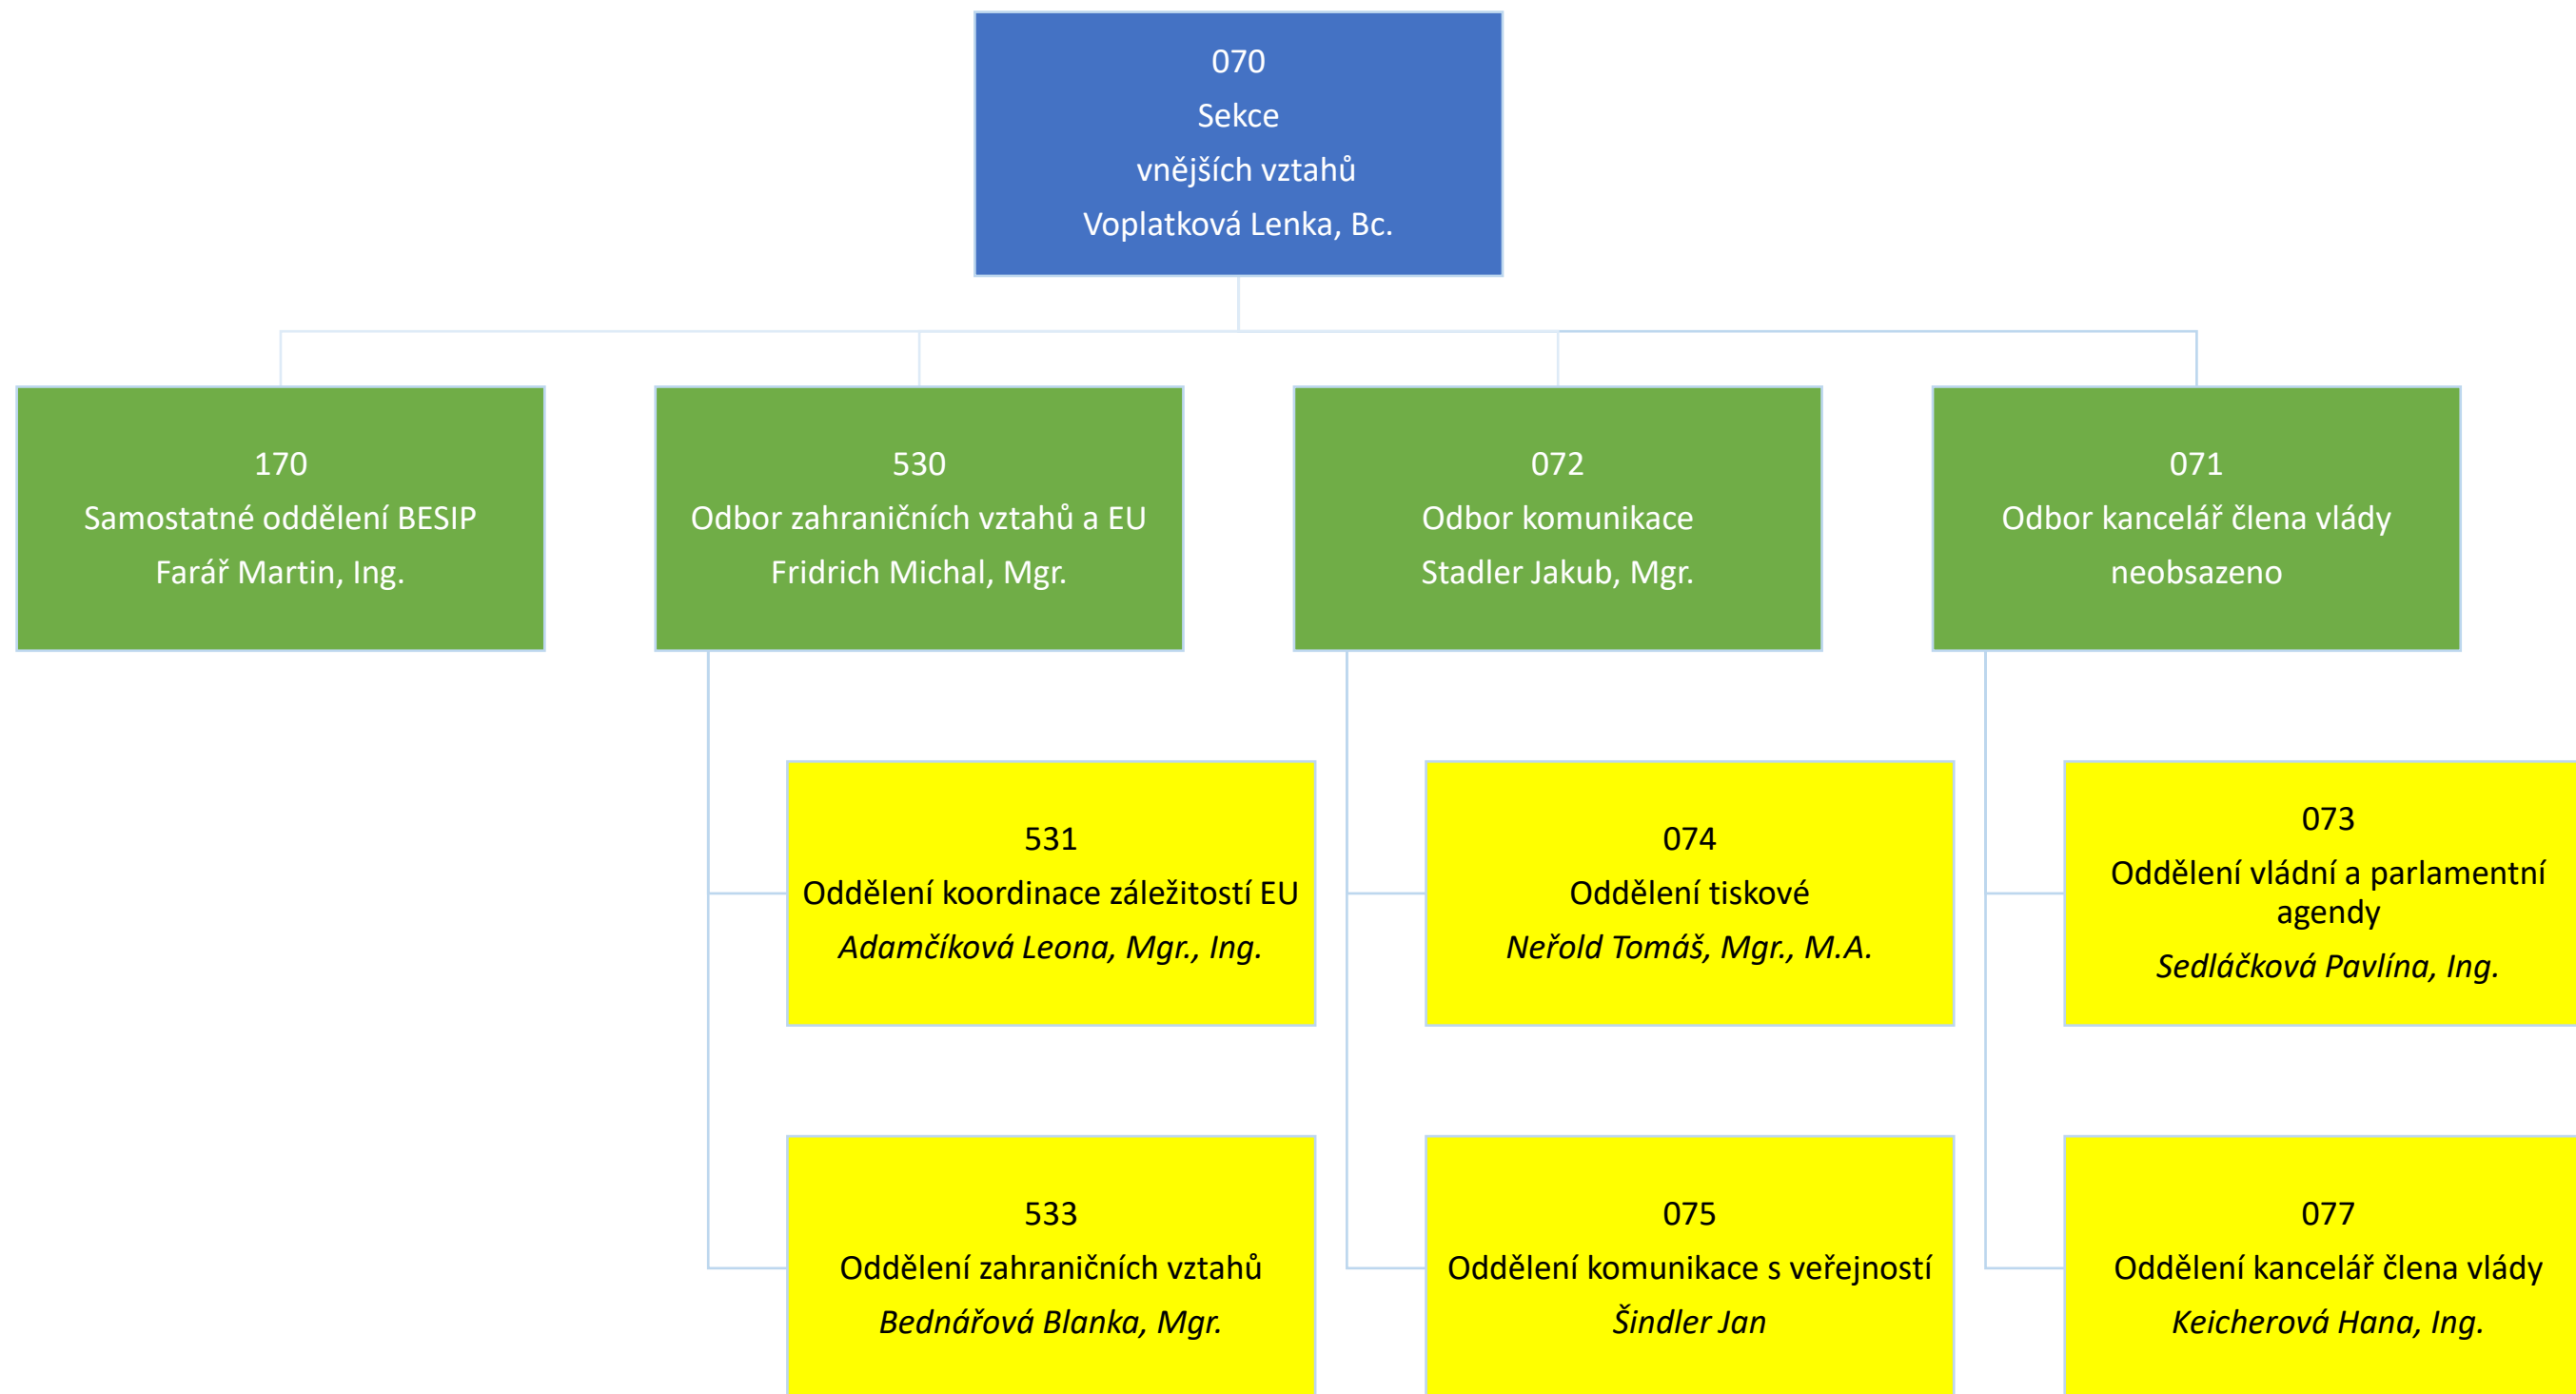 070
Sekce
vnějších vztahů
Voplatková Lenka, Bc.
170
Samostatné oddělení BESIP
Farář Martin, Ing.
530
Odbor zahraničních vztahů a EU
Fridrich Michal, Mgr.
072
Odbor komunikace
Stadler Jakub, Mgr.
071
Odbor kancelář člena vlády
neobsazeno
531
Oddělení koordinace záležitostí EU
Adamčíková Leona, Mgr., Ing.
074
Oddělení tiskové
Neřold Tomáš, Mgr., M.A.
073
Oddělení vládní a parlamentní
agendy
Sedláčková Pavlína, Ing.
533
Oddělení zahraničních vztahů
Bednářová Blanka, Mgr.
075
Oddělení komunikace s veřejností
Šindler Jan
077
Oddělení kancelář člena vlády
Keicherová Hana, Ing.